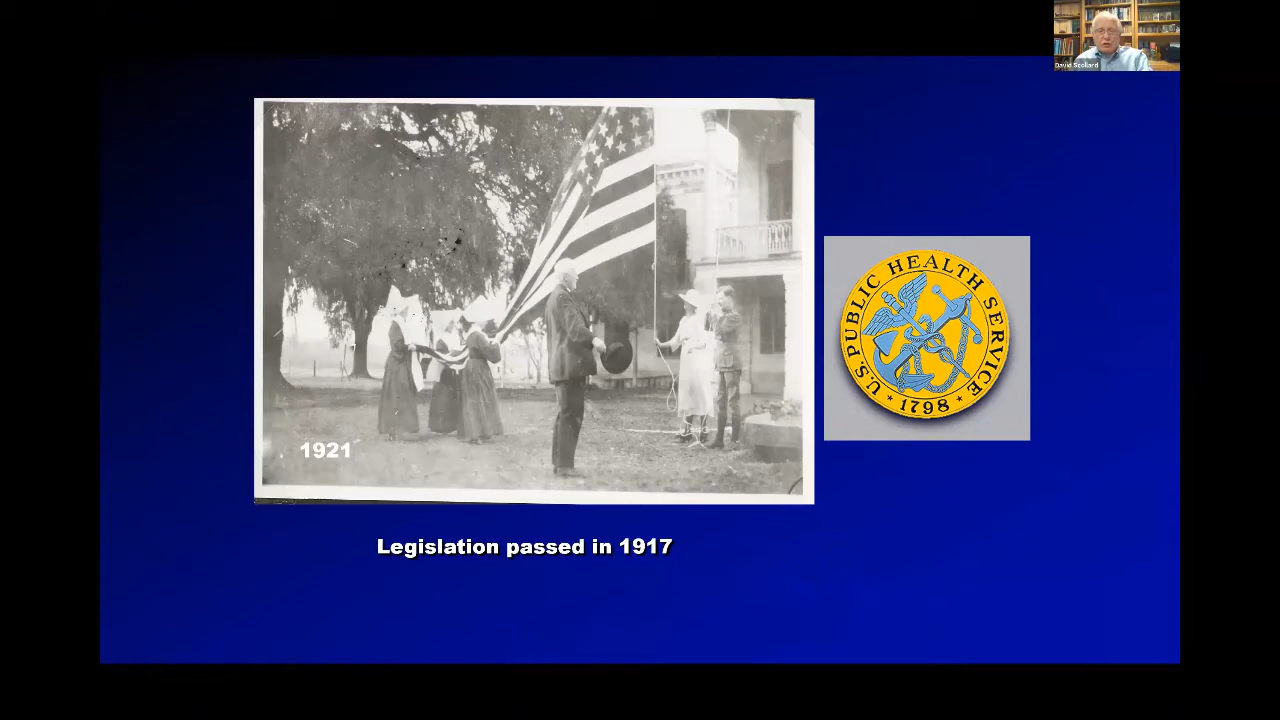 David Scollard
U.S. PUBLIC HEALTH SERVICE
1798
1921
Legislation passed in 1917